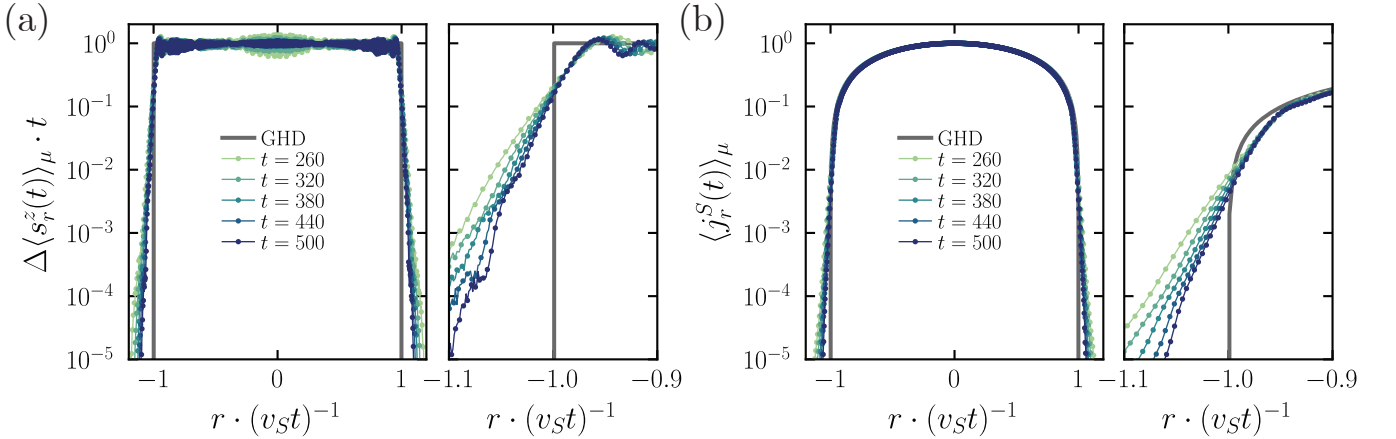 (a)
Δ⟨s_r^z(t)⟩_μ · t
10^0
10^−1
10^−2
10^−3
10^−4
10^−5
GHD
t = 260
t = 320
t = 380
t = 440
t = 500
−1 0 1
r · (v_S t)^−1
−1.1 −1.0 −0.9
r · (v_S t)^−1
(b)
⟨j_r^S(t)⟩_μ
10^0
10^−1
10^−2
10^−3
10^−4
10^−5
GHD
t = 260
t = 320
t = 380
t = 440
t = 500
−1 0 1
r · (v_S t)^−1
−1.1 −1.0 −0.9
r · (v_S t)^−1